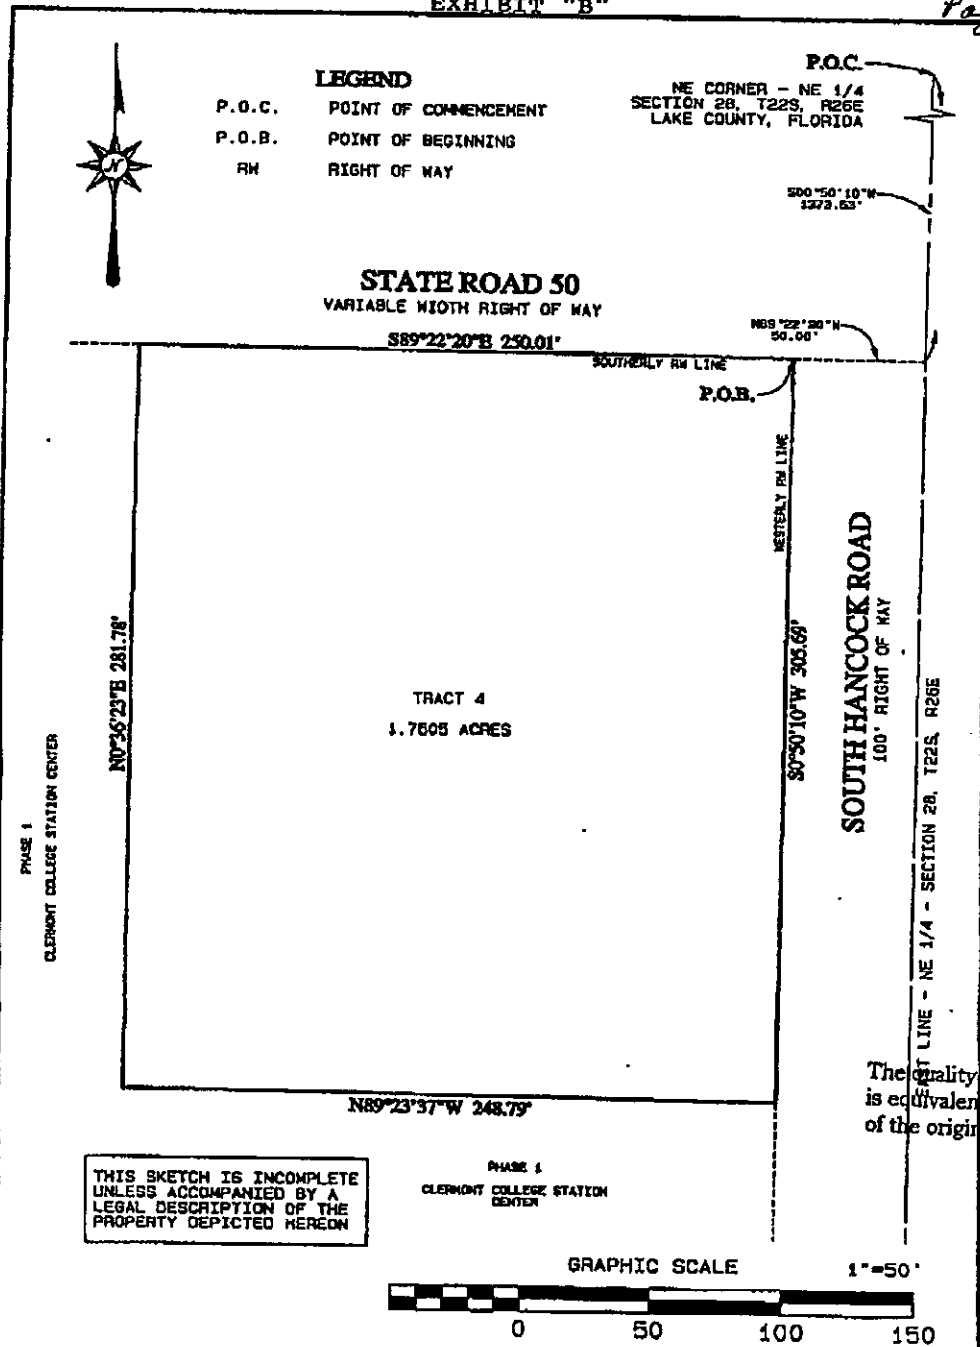 EXHIBIT "B"
LEGEND
P.O.C. POINT OF COMMENCEMENT
P.O.B. POINT OF BEGINNING
RW RIGHT OF WAY
N
P.O.C.
NE CORNER - NE 1/4
SECTION 28, T22S, R26E
LAKE COUNTY, FLORIDA
S00°50'10"W
STATE ROAD 50
VARIABLE WIDTH RIGHT OF WAY
S89°22'20"E 250.01'
N89°22'20"W
50.00'
SOUTHERLY RW LINE
P.O.B.
WESTERLY RW LINE
N0°36'23"E 281.78'
TRACT 4
1.7605 ACRES
S0°50'10"W 305.69'
SOUTH HANCOCK ROAD
100' RIGHT OF WAY
EAST LINE - NE 1/4 - SECTION 28, T22S, R26E
PHASE 1
CLERMONT COLLEGE STATION CENTER
The quality
is equivalen
of the origin
N89°23'37"W 248.79'
PHASE 1
CLERMONT COLLEGE STATION
CENTER
THIS SKETCH IS INCOMPLETE
UNLESS ACCOMPANIED BY A
LEGAL DESCRIPTION OF THE
PROPERTY DEPICTED HEREON
GRAPHIC SCALE 1"=50'
0 50 100 150